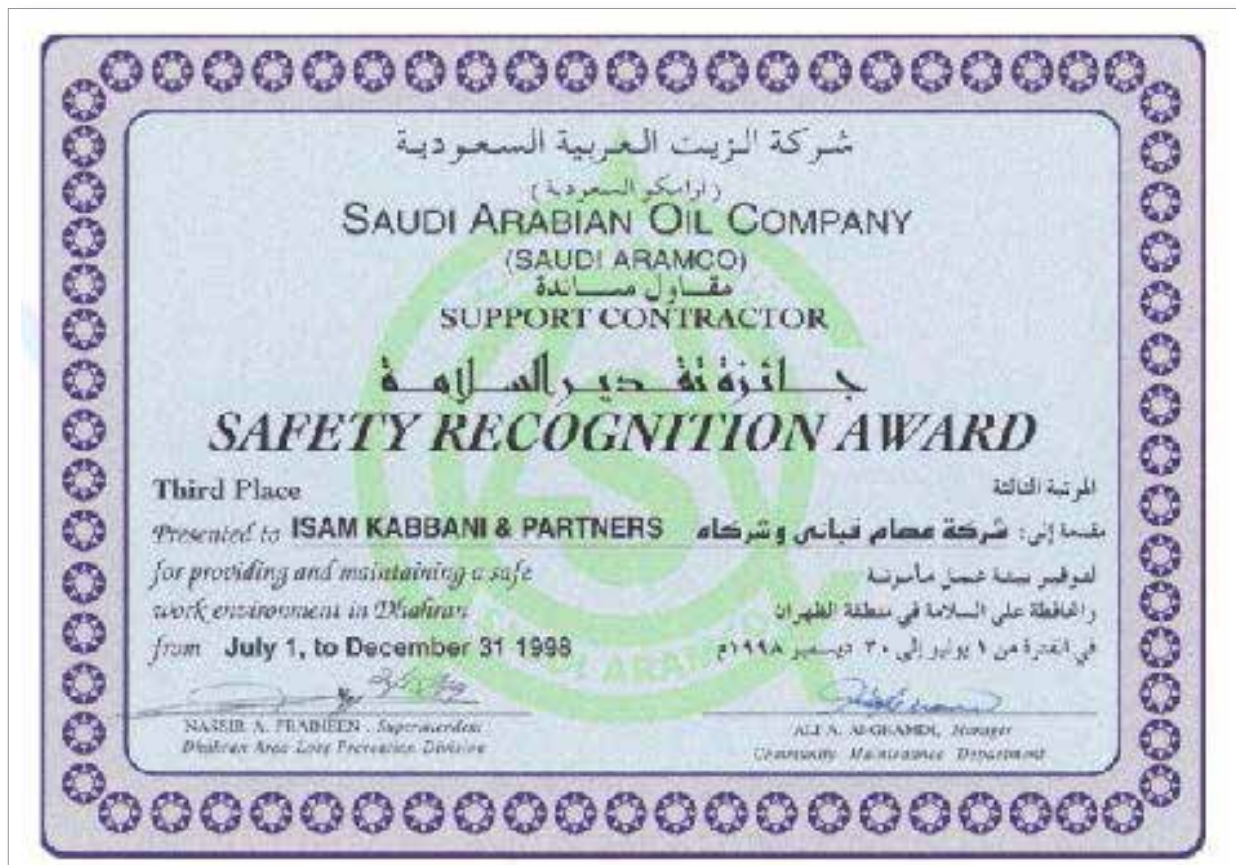 شركة الزيت العربية السعودية
(ارامكو السعودية)
SAUDI ARABIAN OIL COMPANY
(SAUDI ARAMCO)
مقاول مساندة
SUPPORT CONTRACTOR
جائزة تقدير السلامة
SAFETY RECOGNITION AWARD
Third Place
المرتبة الثالثة
Presented to ISAM KABBANI & PARTNERS
مقدمة إلى: شركة عصام قباني وشركاه
for providing and maintaining a safe
لتوفير بيئة عمل مأمونة
work environment in Dhahran
والمحافظة على السلامة في منطقة الظهران
from July 1, to December 31 1998
في الفترة من ١ يوليو إلى ٣٠ ديسمبر ١٩٩٨م
NASSIR A. , Superintendent
Dhahran Area Loss Prevention Division
ALI A. Al-GHAMDI, Manager
Community Maintenance Department